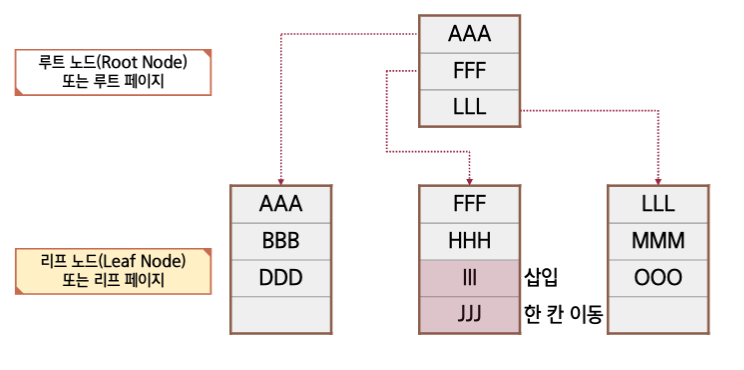 루트 노드(Root Node)
또는 루트 페이지
AAA
FFF
LLL
리프 노드(Leaf Node)
또는 리프 페이지
AAA
BBB
DDD
FFF
HHH
III
삽입
JJJ
한 칸 이동
LLL
MMM
OOO